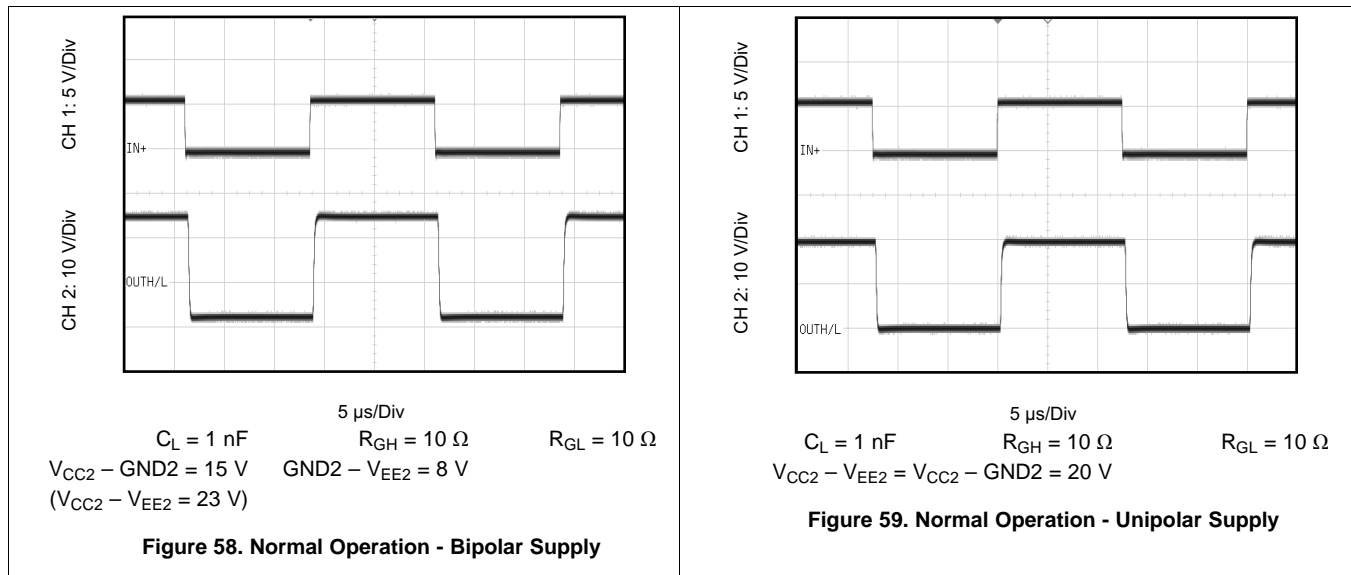 CH 1: 5 V/Div
IN+
CH 2: 10 V/Div
OUTH/L
5 µs/Div
C_L = 1 nF R_GH = 10 Ω R_GL = 10 Ω
V_CC2 – GND2 = 15 V GND2 – V_EE2 = 8 V
(V_CC2 – V_EE2 = 23 V)
Figure 58. Normal Operation - Bipolar Supply
CH 1: 5 V/Div
IN+
CH 2: 10 V/Div
OUTH/L
5 µs/Div
C_L = 1 nF R_GH = 10 Ω R_GL = 10 Ω
V_CC2 – V_EE2 = V_CC2 – GND2 = 20 V
Figure 59. Normal Operation - Unipolar Supply